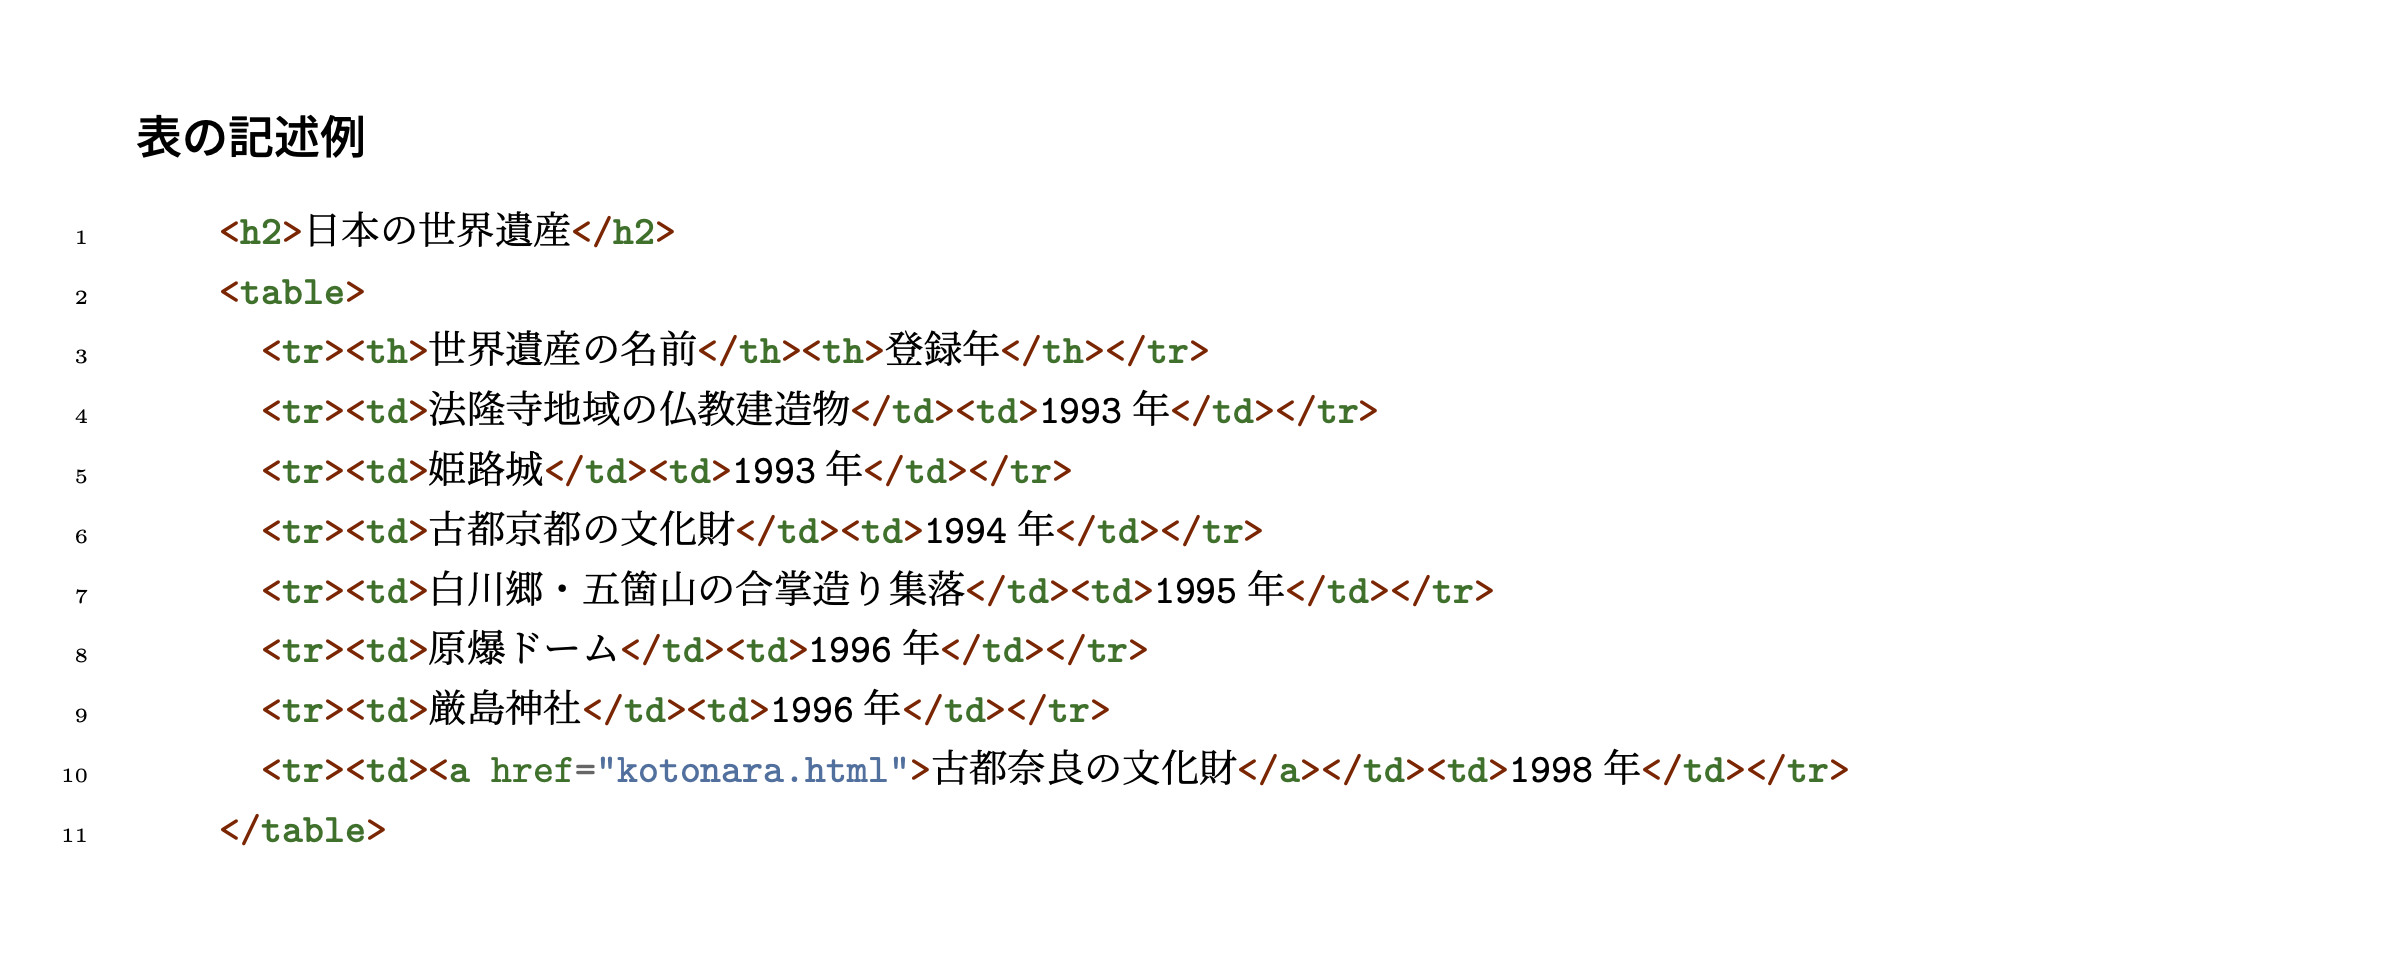 表の記述例
1 <h2>日本の世界遺産</h2>
2 <table>
3 <tr><th>世界遺産の名前</th><th>登録年</th></tr>
4 <tr><td>法隆寺地域の仏教建造物</td><td>1993 年</td></tr>
5 <tr><td>姫路城</td><td>1993 年</td></tr>
6 <tr><td>古都京都の文化財</td><td>1994 年</td></tr>
7 <tr><td>白川郷・五箇山の合掌造り集落</td><td>1995 年</td></tr>
8 <tr><td>原爆ドーム</td><td>1996 年</td></tr>
9 <tr><td>厳島神社</td><td>1996 年</td></tr>
10 <tr><td><a href="kotonara.html">古都奈良の文化財</a></td><td>1998 年</td></tr>
11 </table>